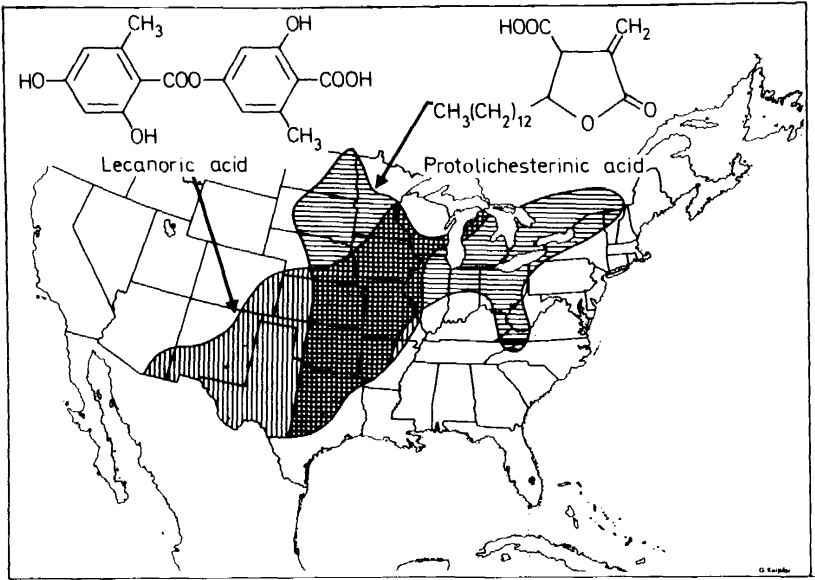 CH₃
OH
HO
COO
COOH
OH
CH₃
HOOC
CH₂
CH₃(CH₂)₁₂
O
O
Lecanoric acid
Protolichesterinic acid